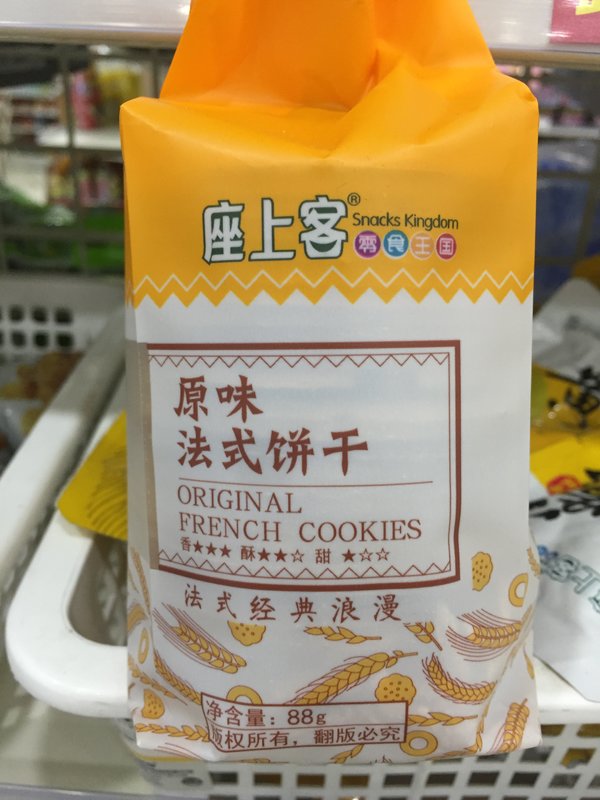 座上客®
Snacks Kingdom
零食王国
原味
法式饼干
ORIGINAL
FRENCH COOKIES
香★★★ 酥★★☆ 甜 ★☆☆
法式经典浪漫
净含量：88g
版权所有，翻版必究